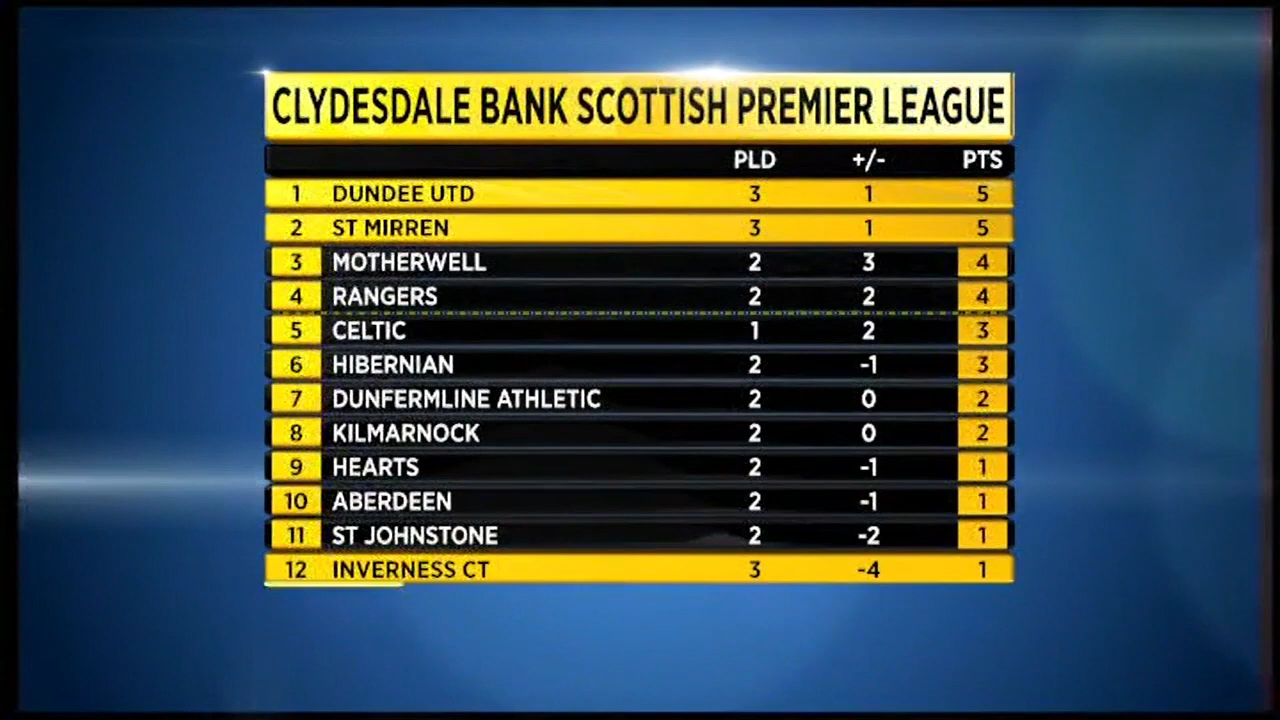 CLYDESDALE BANK SCOTTISH PREMIER LEAGUE
PLD +/- PTS
1 DUNDEE UTD 3 1 5
2 ST MIRREN 3 1 5
3 MOTHERWELL 2 3 4
4 RANGERS 2 2 4
5 CELTIC 1 2 3
6 HIBERNIAN 2 -1 3
7 DUNFERMLINE ATHLETIC 2 0 2
8 KILMARNOCK 2 0 2
9 HEARTS 2 -1 1
10 ABERDEEN 2 -1 1
11 ST JOHNSTONE 2 -2 1
12 INVERNESS CT 3 -4 1